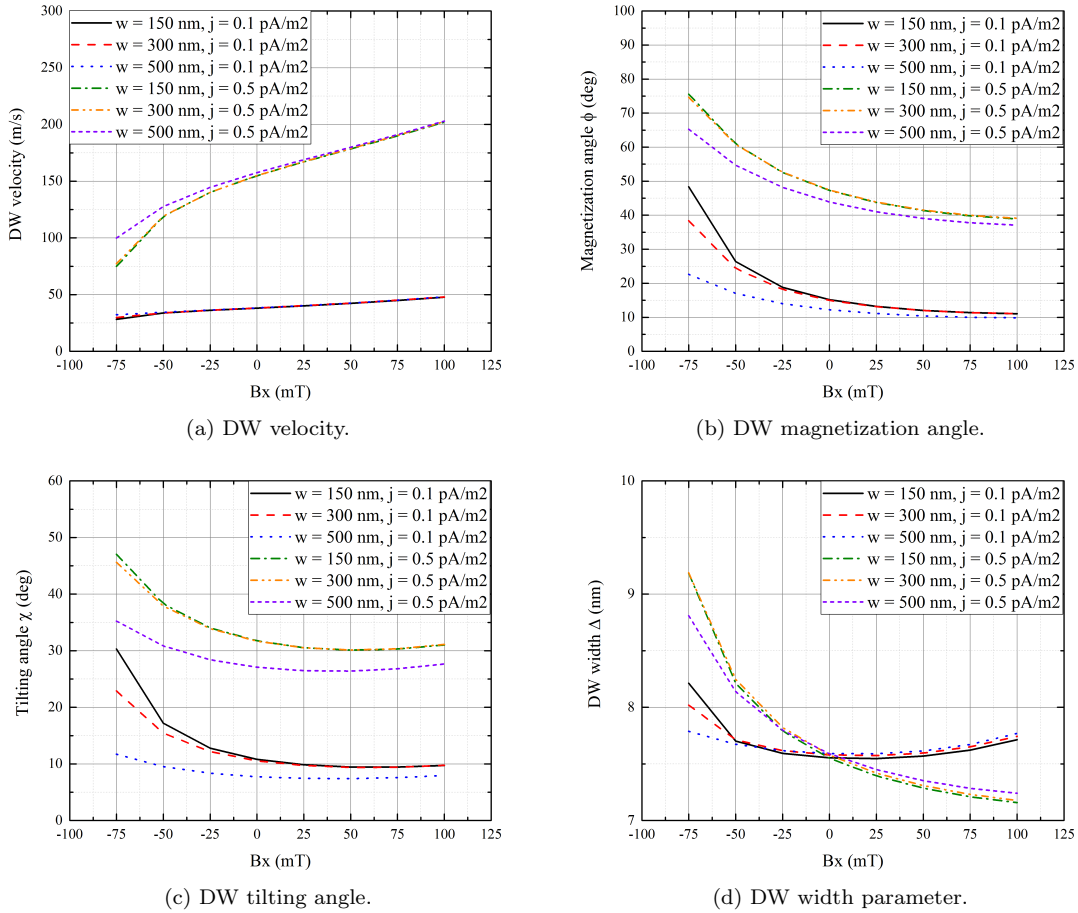 300
250
200
150
100
50
0
DW velocity (m/s)
w = 150 nm, j = 0.1 pA/m2
w = 300 nm, j = 0.1 pA/m2
w = 500 nm, j = 0.1 pA/m2
w = 150 nm, j = 0.5 pA/m2
w = 300 nm, j = 0.5 pA/m2
w = 500 nm, j = 0.5 pA/m2
-100 -75 -50 -25 0 25 50 75 100 125
Bx (mT)
(a) DW velocity.
100
90
80
70
60
50
40
30
20
10
0
Magnetization angle ϕ (deg)
w = 150 nm, j = 0.1 pA/m2
w = 300 nm, j = 0.1 pA/m2
w = 500 nm, j = 0.1 pA/m2
w = 150 nm, j = 0.5 pA/m2
w = 300 nm, j = 0.5 pA/m2
w = 500 nm, j = 0.5 pA/m2
-100 -75 -50 -25 0 25 50 75 100 125
Bx (mT)
(b) DW magnetization angle.
60
50
40
30
20
10
0
Tilting angle χ (deg)
w = 150 nm, j = 0.1 pA/m2
w = 300 nm, j = 0.1 pA/m2
w = 500 nm, j = 0.1 pA/m2
w = 150 nm, j = 0.5 pA/m2
w = 300 nm, j = 0.5 pA/m2
w = 500 nm, j = 0.5 pA/m2
-100 -75 -50 -25 0 25 50 75 100 125
Bx (mT)
(c) DW tilting angle.
10
9
8
7
DW width Δ (nm)
w = 150 nm, j = 0.1 pA/m2
w = 300 nm, j = 0.1 pA/m2
w = 500 nm, j = 0.1 pA/m2
w = 150 nm, j = 0.5 pA/m2
w = 300 nm, j = 0.5 pA/m2
w = 500 nm, j = 0.5 pA/m2
-100 -75 -50 -25 0 25 50 75 100 125
Bx (mT)
(d) DW width parameter.